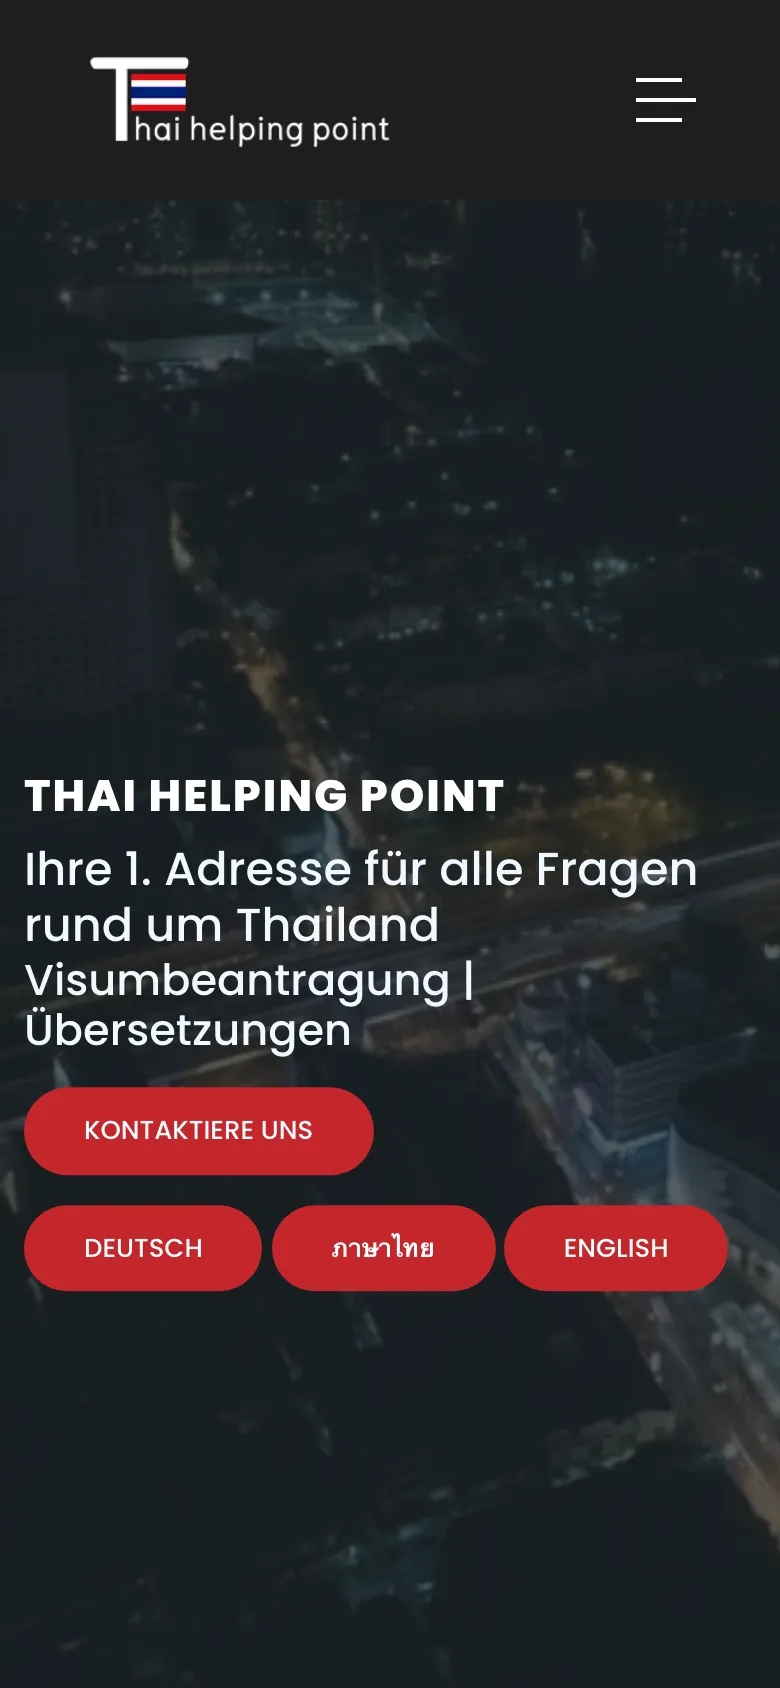 Thai helping point
THAI HELPING POINT
Ihre 1. Adresse für alle Fragen
rund um Thailand
Visumbeantragung |
Übersetzungen
KONTAKTIERE UNS
DEUTSCH
ภาษาไทย
ENGLISH